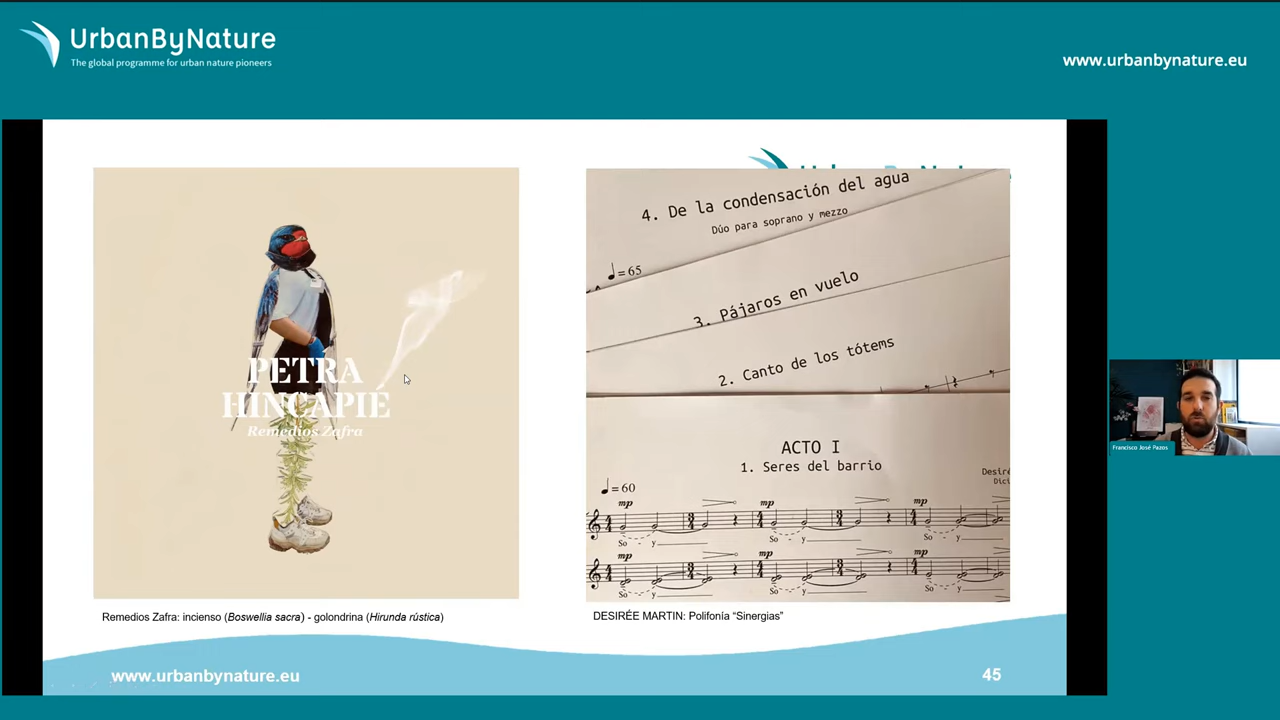 UrbanByNature
The global programme for urban nature pioneers
www.urbanbynature.eu
PETRA
HINCAPIÉ
Remedios Zafra
4. De la condensación del agua
Dúo para soprano y mezzo
= 65
3. Pájaros en vuelo
2. Canto de los tótems
ACTO I
1. Seres del barrio
= 60
mp mp mp
So - y So - y So - y
mp mp mp
So - y So - y So - y
Remedios Zafra: incienso (Boswellia sacra) - golondrina (Hirunda rústica)
DESIRÉE MARTIN: Polifonía “Sinergias”
www.urbanbynature.eu
45
Francisco José Pazos